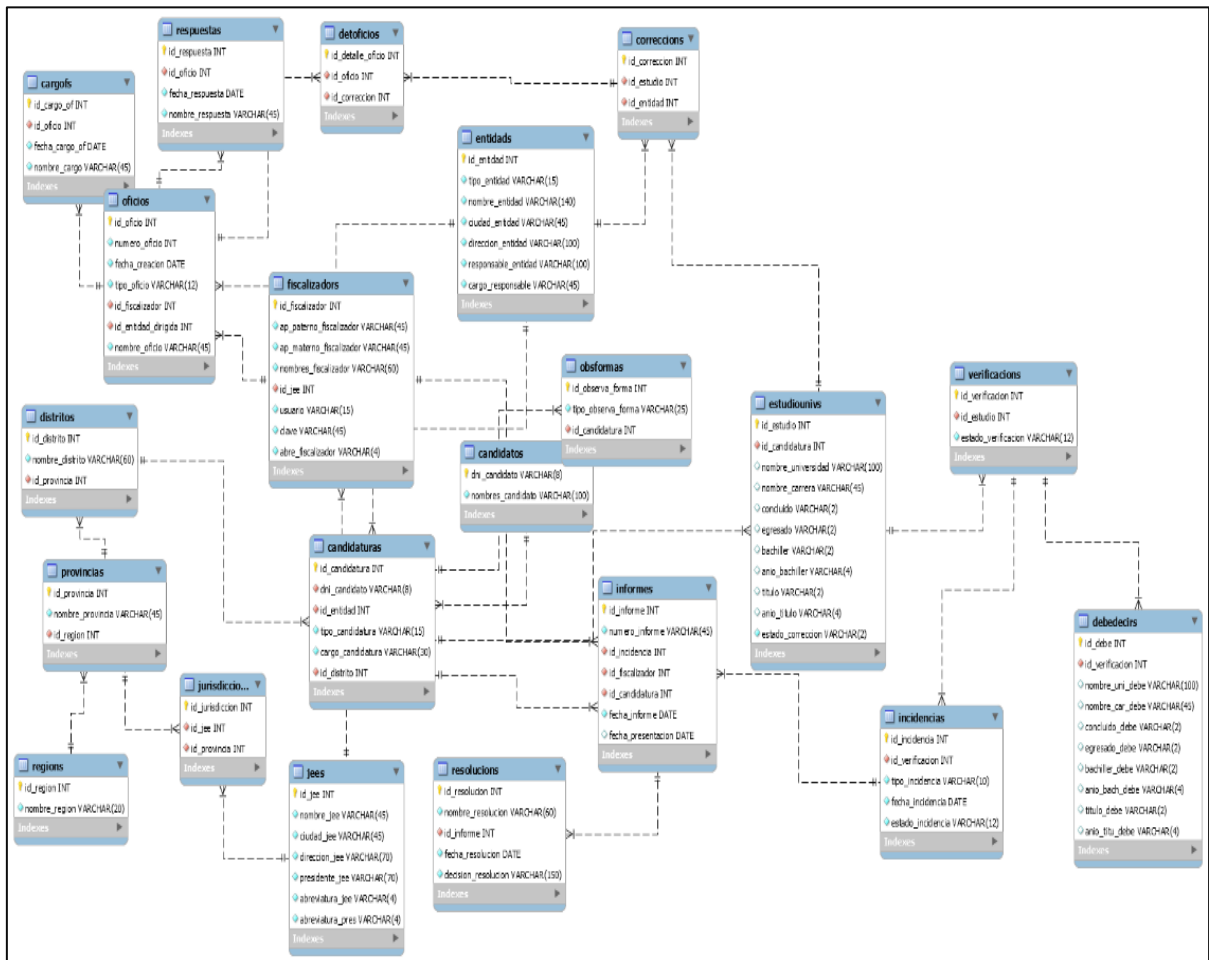 respuestas
id_respuesta INT
id_oficio INT
fecha_respuesta DATE
nombre_respuesta VARCHAR(45)
Indexes
detoficios
id_detalle_oficio INT
id_oficio INT
id_correccion INT
Indexes
correccions
id_correccion INT
id_estudio INT
id_entidad INT
Indexes
cargofs
id_cargo_of INT
id_oficio INT
fecha_cargo_of DATE
nombre_cargo VARCHAR(45)
Indexes
entidads
id_entidad INT
tipo_entidad VARCHAR(15)
nombre_entidad VARCHAR(140)
ciudad_entidad VARCHAR(45)
direccion_entidad VARCHAR(100)
responsable_entidad VARCHAR(100)
cargo_responsable VARCHAR(45)
Indexes
oficios
id_oficio INT
numero_oficio INT
fecha_creacion DATE
tipo_oficio VARCHAR(12)
id_fiscalizador INT
id_entidad_dirigida INT
nombre_oficio VARCHAR(45)
Indexes
fiscalizadors
id_fiscalizador INT
ap_paterno_fiscalizador VARCHAR(45)
ap_materno_fiscalizador VARCHAR(45)
nombres_fiscalizador VARCHAR(60)
id_jee INT
usuario VARCHAR(15)
clave VARCHAR(45)
abre_fiscalizador VARCHAR(4)
Indexes
obsformas
id_observa_forma INT
tipo_observa_forma VARCHAR(25)
id_candidatura INT
Indexes
candidatos
dni_candidato VARCHAR(8)
nombres_candidato VARCHAR(100)
Indexes
estudiounivs
id_estudio INT
id_candidatura INT
nombre_universidad VARCHAR(100)
nombre_carrera VARCHAR(45)
concluido VARCHAR(2)
egresado VARCHAR(2)
bachiller VARCHAR(2)
anio_bachiller VARCHAR(4)
titulo VARCHAR(2)
anio_titulo VARCHAR(4)
estado_correccion VARCHAR(2)
Indexes
verificacions
id_verificacion INT
id_estudio INT
estado_verificacion VARCHAR(12)
Indexes
distritos
id_distrito INT
nombre_distrito VARCHAR(60)
id_provincia INT
Indexes
candidaturas
id_candidatura INT
dni_candidato VARCHAR(8)
id_entidad INT
tipo_candidatura VARCHAR(15)
cargo_candidatura VARCHAR(30)
id_distrito INT
Indexes
provincias
id_provincia INT
nombre_provincia VARCHAR(45)
id_region INT
Indexes
informes
id_informe INT
numero_informe VARCHAR(45)
id_incidencia INT
id_fiscalizador INT
id_candidatura INT
fecha_informe DATE
fecha_presentacion DATE
Indexes
debedecirs
id_debe INT
id_verificacion INT
nombre_uni_debe VARCHAR(100)
nombre_car_debe VARCHAR(45)
concluido_debe VARCHAR(2)
egresado_debe VARCHAR(2)
bachiller_debe VARCHAR(2)
anio_bach_debe VARCHAR(4)
titulo_debe VARCHAR(2)
anio_titu_debe VARCHAR(4)
Indexes
jurisdiccio...
id_jurisdiccion INT
id_jee INT
id_provincia INT
Indexes
incidencias
id_incidencia INT
id_verificacion INT
tipo_incidencia VARCHAR(10)
fecha_incidencia DATE
estado_incidencia VARCHAR(12)
Indexes
regions
id_region INT
nombre_region VARCHAR(20)
Indexes
jees
id_jee INT
nombre_jee VARCHAR(45)
ciudad_jee VARCHAR(45)
direccion_jee VARCHAR(70)
presidente_jee VARCHAR(70)
abreviatura_jee VARCHAR(4)
abreviatura_pres VARCHAR(4)
Indexes
resolucions
id_resolucion INT
nombre_resolucion VARCHAR(60)
id_informe INT
fecha_resolucion DATE
decision_resolucion VARCHAR(150)
Indexes